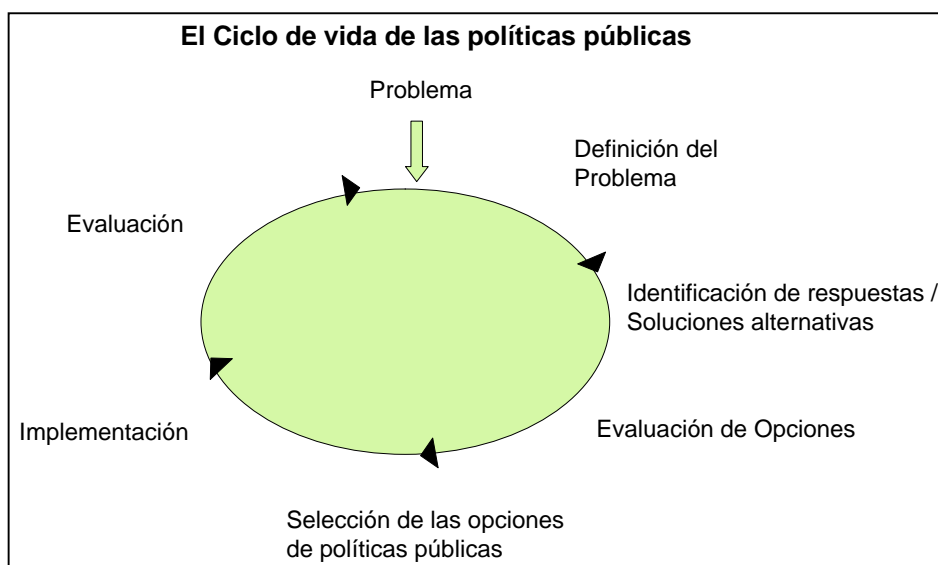 El Ciclo de vida de las políticas públicas
Problema
Definición del
Problema
Identificación de respuestas /
Soluciones alternativas
Evaluación de Opciones
Selección de las opciones
de políticas públicas
Implementación
Evaluación